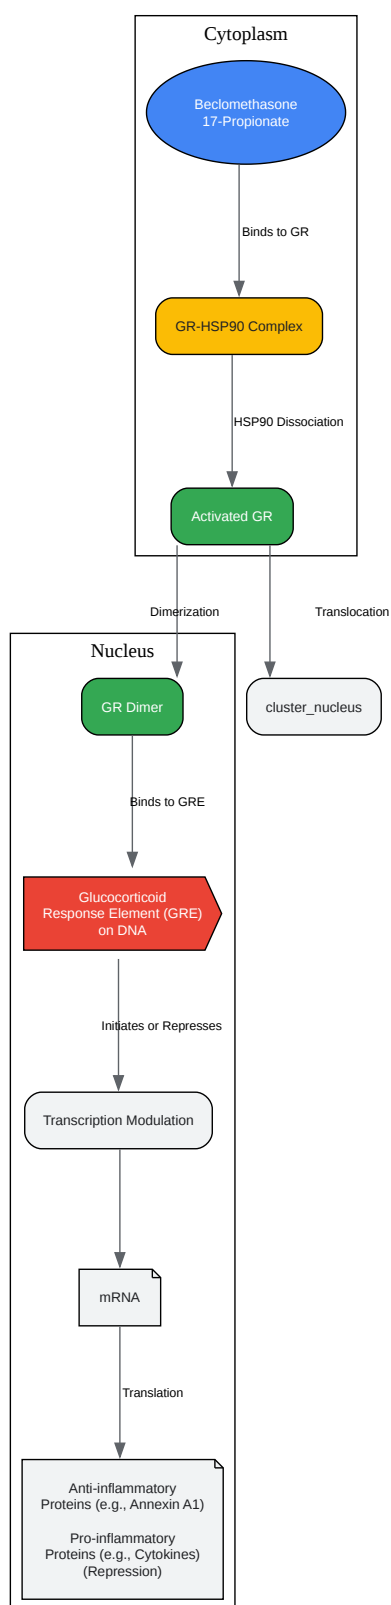 Cytoplasm
Beclomethasone
17-Propionate
Binds to GR
GR-HSP90 Complex
HSP90 Dissociation
Activated GR
Dimerization
Translocation
Nucleus
GR Dimer
cluster_nucleus
Binds to GRE
Glucocorticoid
Response Element (GRE)
on DNA
Initiates or Represses
Transcription Modulation
mRNA
Translation
Anti-inflammatory
Proteins (e.g., Annexin A1)
Pro-inflammatory
Proteins (e.g., Cytokines)
(Repression)